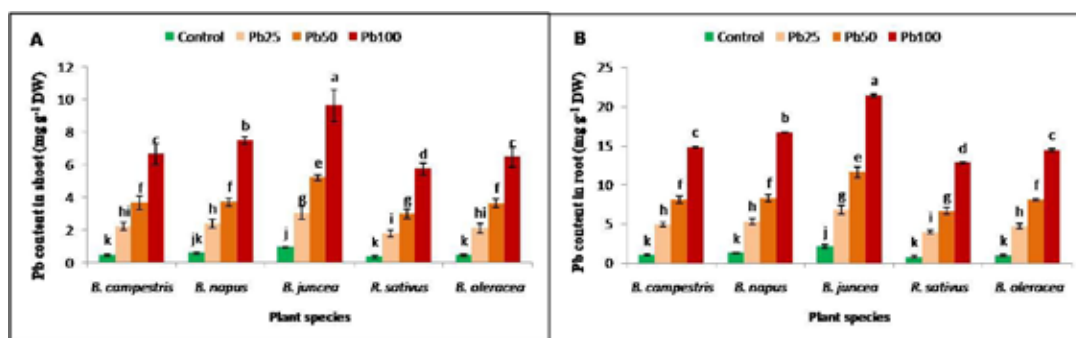 A
Control Pb25 Pb50 Pb100
Pb content in shoot (mg g⁻¹ DW)
12
10
8
6
4
2
0
k hi f c
jk h f b
j g e a
k i g d
k hi f c
B. campestris B. napus B. juncea R. sativus B. oleracea
Plant species
B
Control Pb25 Pb50 Pb100
Pb content in root (mg g⁻¹ DW)
25
20
15
10
5
0
k h f c
k h f b
j g e a
k i g d
k h f c
B. campestris B. napus B. juncea R. sativus B. oleracea
Plant species